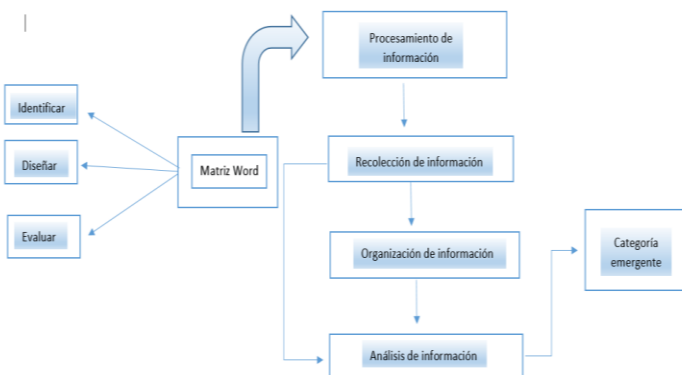 Procesamiento de
información
Identificar
Diseñar
Evaluar
Matriz Word
Recolección de información
Organización de información
Análisis de información
Categoría
emergente